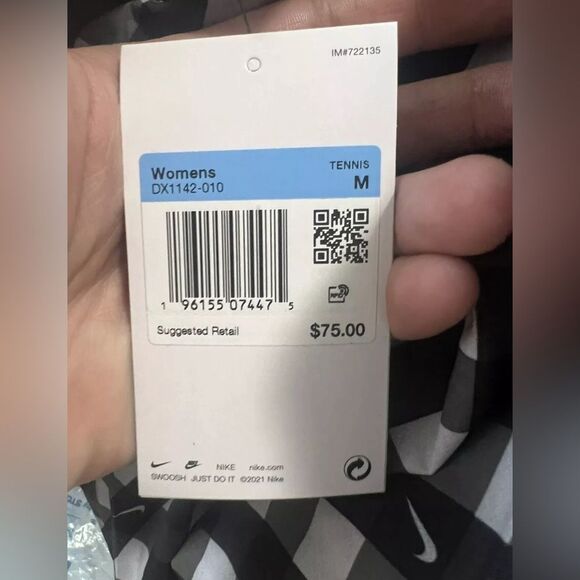 IM#722135
Womens TENNIS
DX1142-010 M
1 96155 07447 5
RFID
Suggested Retail $75.00
NIKE nike.com
SWOOSH JUST DO IT ©2021 Nike